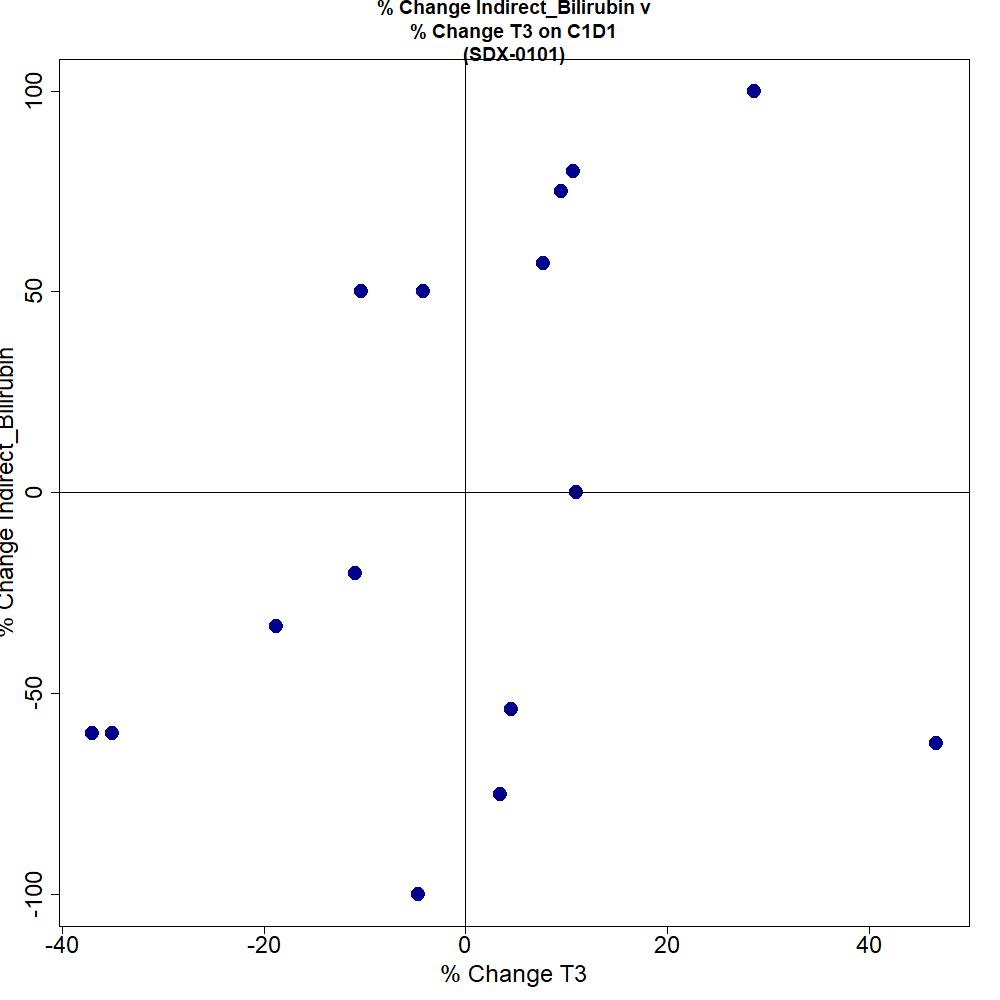 % Change Indirect_Bilirubin v
% Change T3 on C1D1
(SDX-0101)
% Change Indirect_Bilirubin
100
50
0
-50
-100
-40
-20
0
20
40
% Change T3